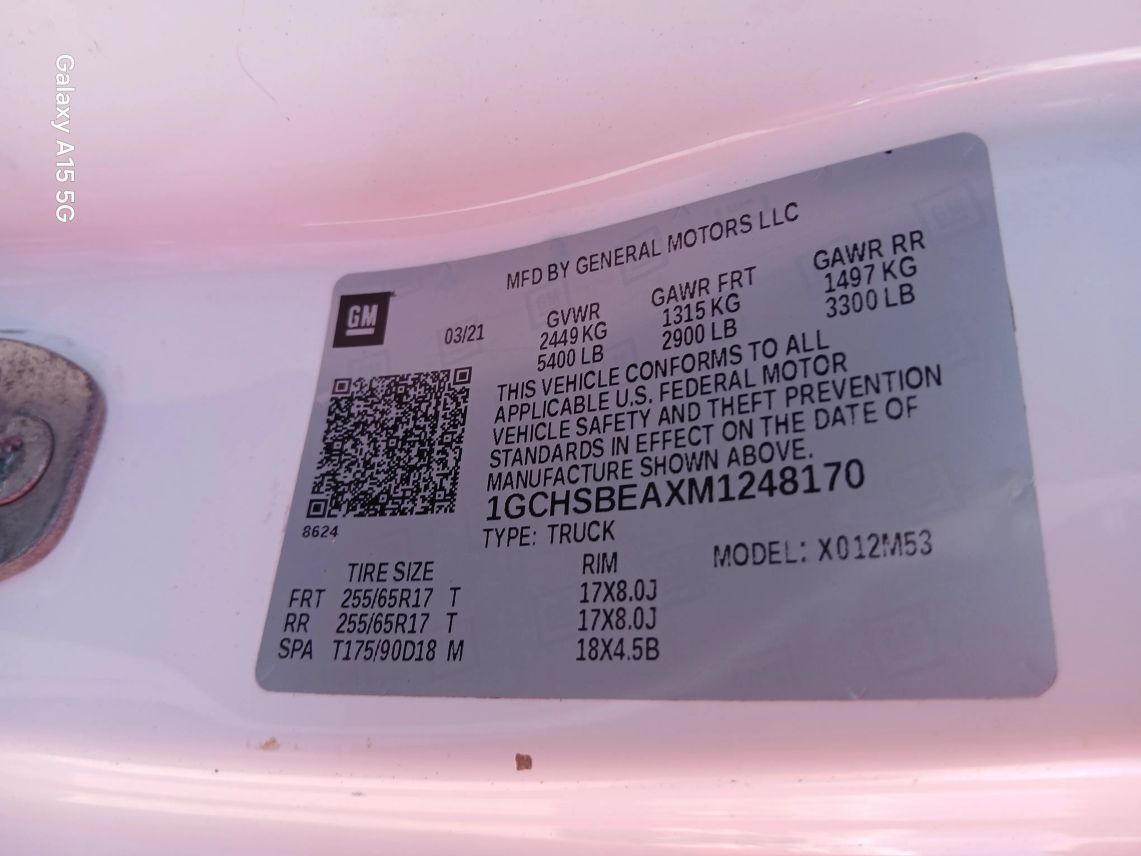 Galaxy A15 5G
GM
MFD BY GENERAL MOTORS LLC
03/21
GVWR GAWR FRT GAWR RR
2449 KG 1315 KG 1497 KG
5400 LB 2900 LB 3300 LB
THIS VEHICLE CONFORMS TO ALL
APPLICABLE U.S. FEDERAL MOTOR
VEHICLE SAFETY AND THEFT PREVENTION
STANDARDS IN EFFECT ON THE DATE OF
MANUFACTURE SHOWN ABOVE.
1GCHSBEAXM1248170
8624
TYPE: TRUCK MODEL: X012M53
TIRE SIZE RIM
FRT 255/65R17 T 17X8.0J
RR 255/65R17 T 17X8.0J
SPA T175/90D18 M 18X4.5B